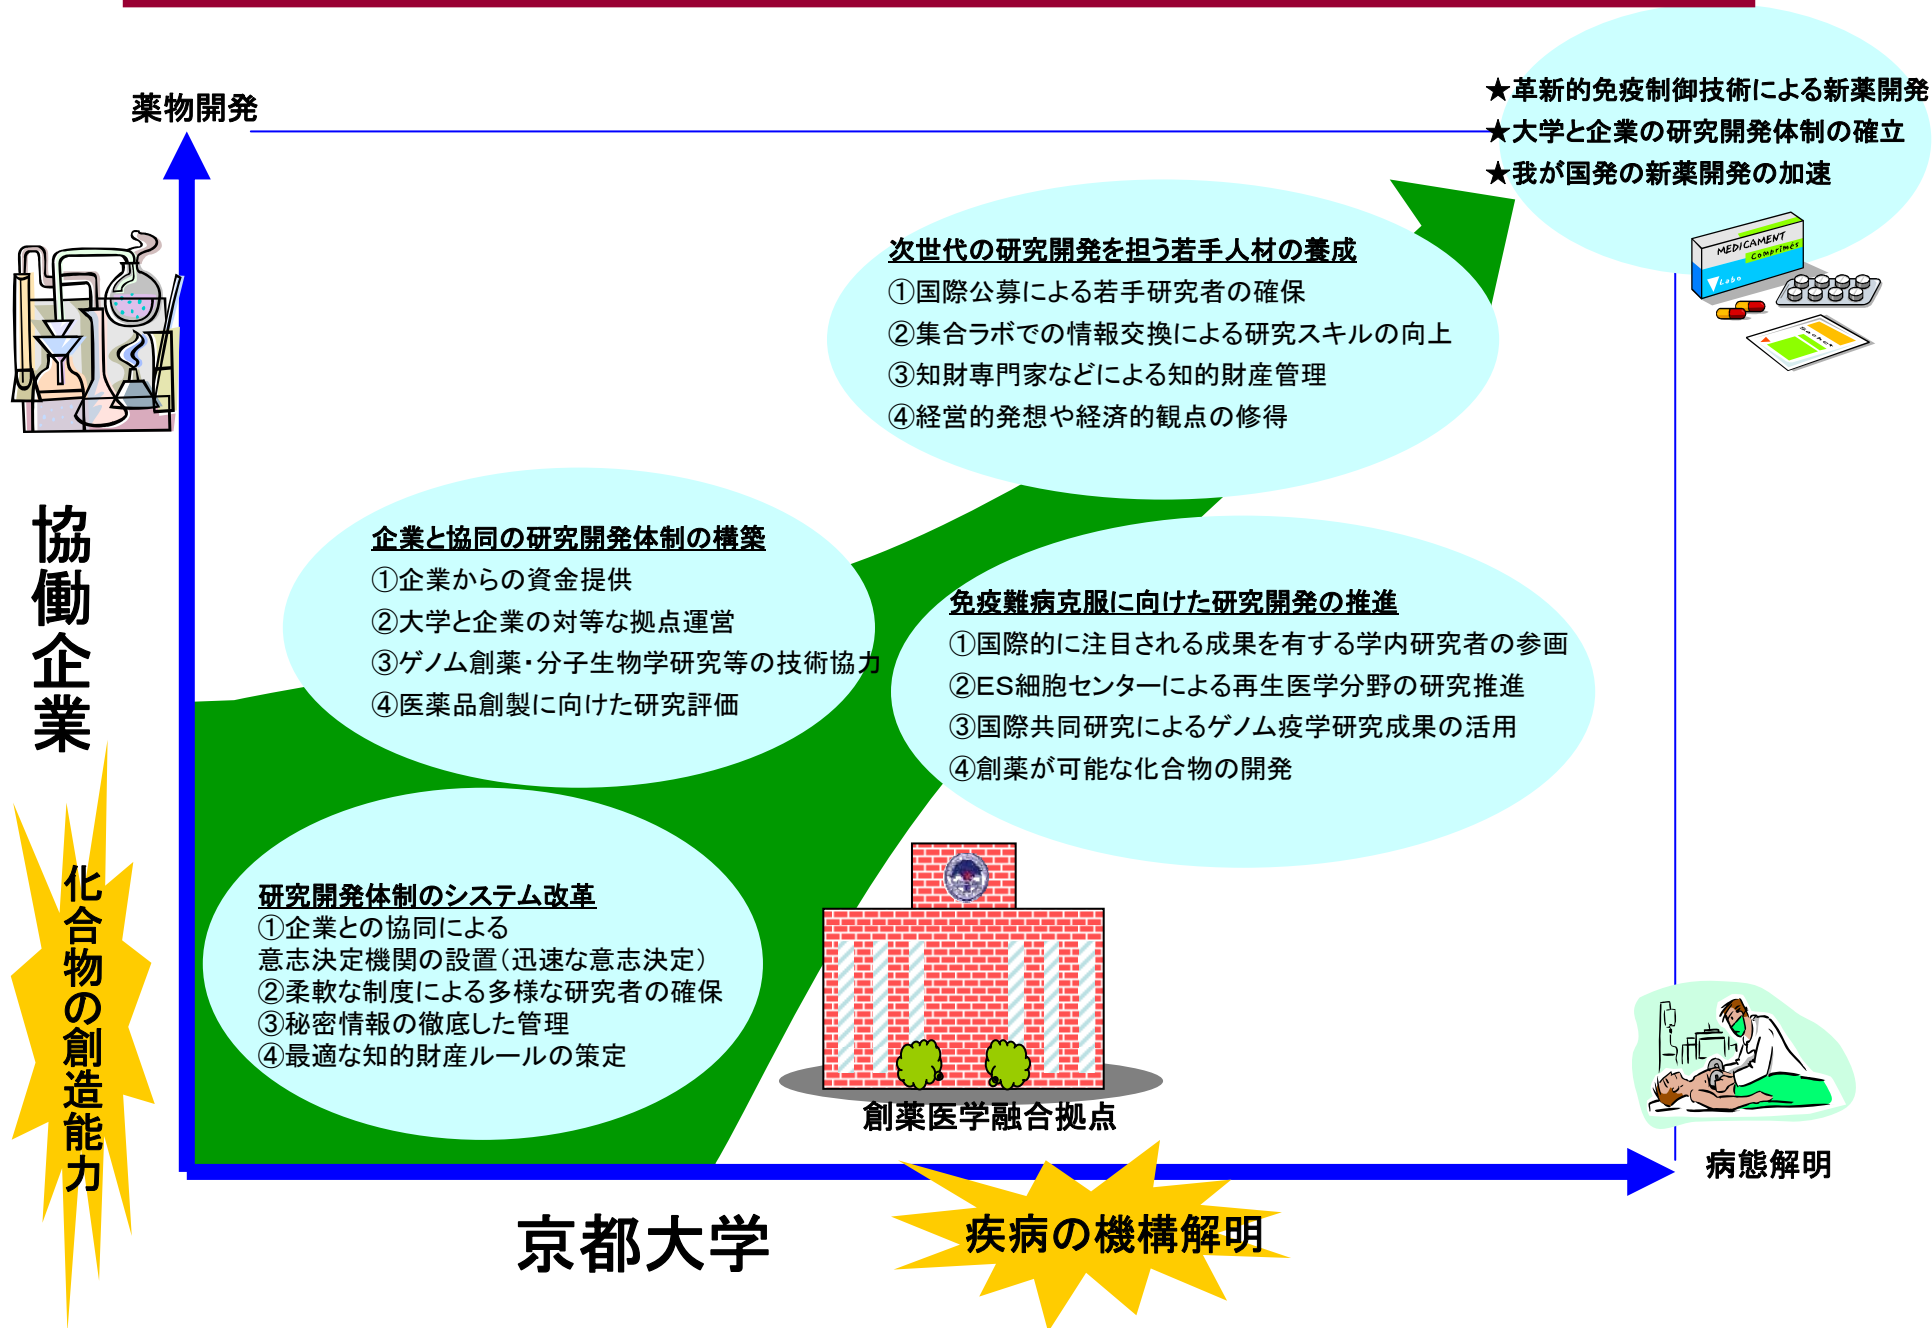 薬物開発
★革新的免疫制御技術による新薬開発
★大学と企業の研究開発体制の確立
★我が国発の新薬開発の加速
MEDICAMENT
Comprimés
Labo
Sachet
次世代の研究開発を担う若手人材の養成
①国際公募による若手研究者の確保
②集合ラボでの情報交換による研究スキルの向上
③知財専門家などによる知的財産管理
④経営的発想や経済的観点の修得
協働企業
企業と協同の研究開発体制の構築
①企業からの資金提供
②大学と企業の対等な拠点運営
③ゲノム創薬・分子生物学研究等の技術協力
④医薬品創製に向けた研究評価
免疫難病克服に向けた研究開発の推進
①国際的に注目される成果を有する学内研究者の参画
②ES細胞センターによる再生医学分野の研究推進
③国際共同研究によるゲノム疫学研究成果の活用
④創薬が可能な化合物の開発
化合物の創造能力
研究開発体制のシステム改革
①企業との協同による
意志決定機関の設置（迅速な意志決定）
②柔軟な制度による多様な研究者の確保
③秘密情報の徹底した管理
④最適な知的財産ルールの策定
創薬医学融合拠点
病態解明
京都大学
疾病の機構解明